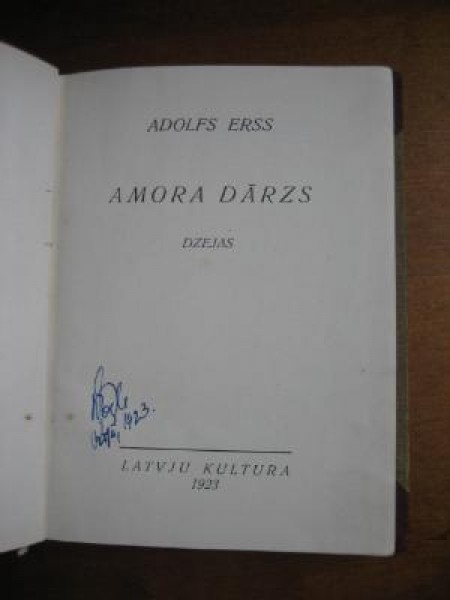 ADOLFS ERSS
AMORA DĀRZS
DZEJAS
1923.
LATVJU KULTURA
1923